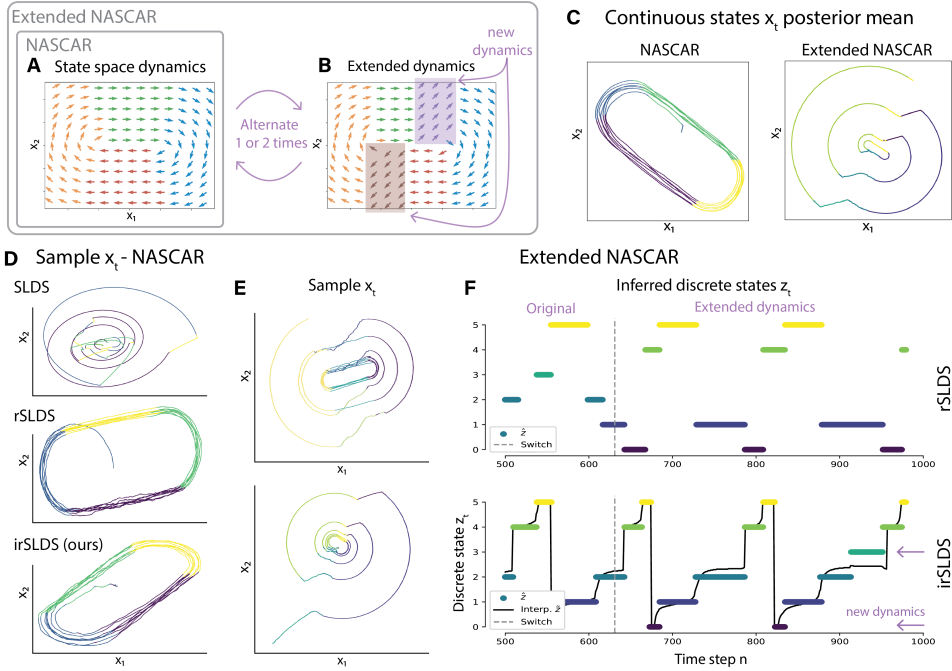 Extended NASCAR
NASCAR
A State space dynamics
x2
x1
Alternate
1 or 2 times
B Extended dynamics
x2
x1
new
dynamics
C Continuous states xt posterior mean
NASCAR
Extended NASCAR
x2
x1
x2
x1
D Sample xt - NASCAR
SLDS
x2
rSLDS
x2
irSLDS (ours)
x2
x1
Extended NASCAR
E Sample xt
x2
x1
x2
x1
F Inferred discrete states zt
Original
Extended dynamics
5
4
3
2
1
0
ẑ
Switch
500 600 700 800 900 1000
rSLDS
Discrete state zt
5
4
3
2
1
0
ẑ
Interp. z̃
Switch
new dynamics
500 600 700 800 900 1000
Time step n
irSLDS